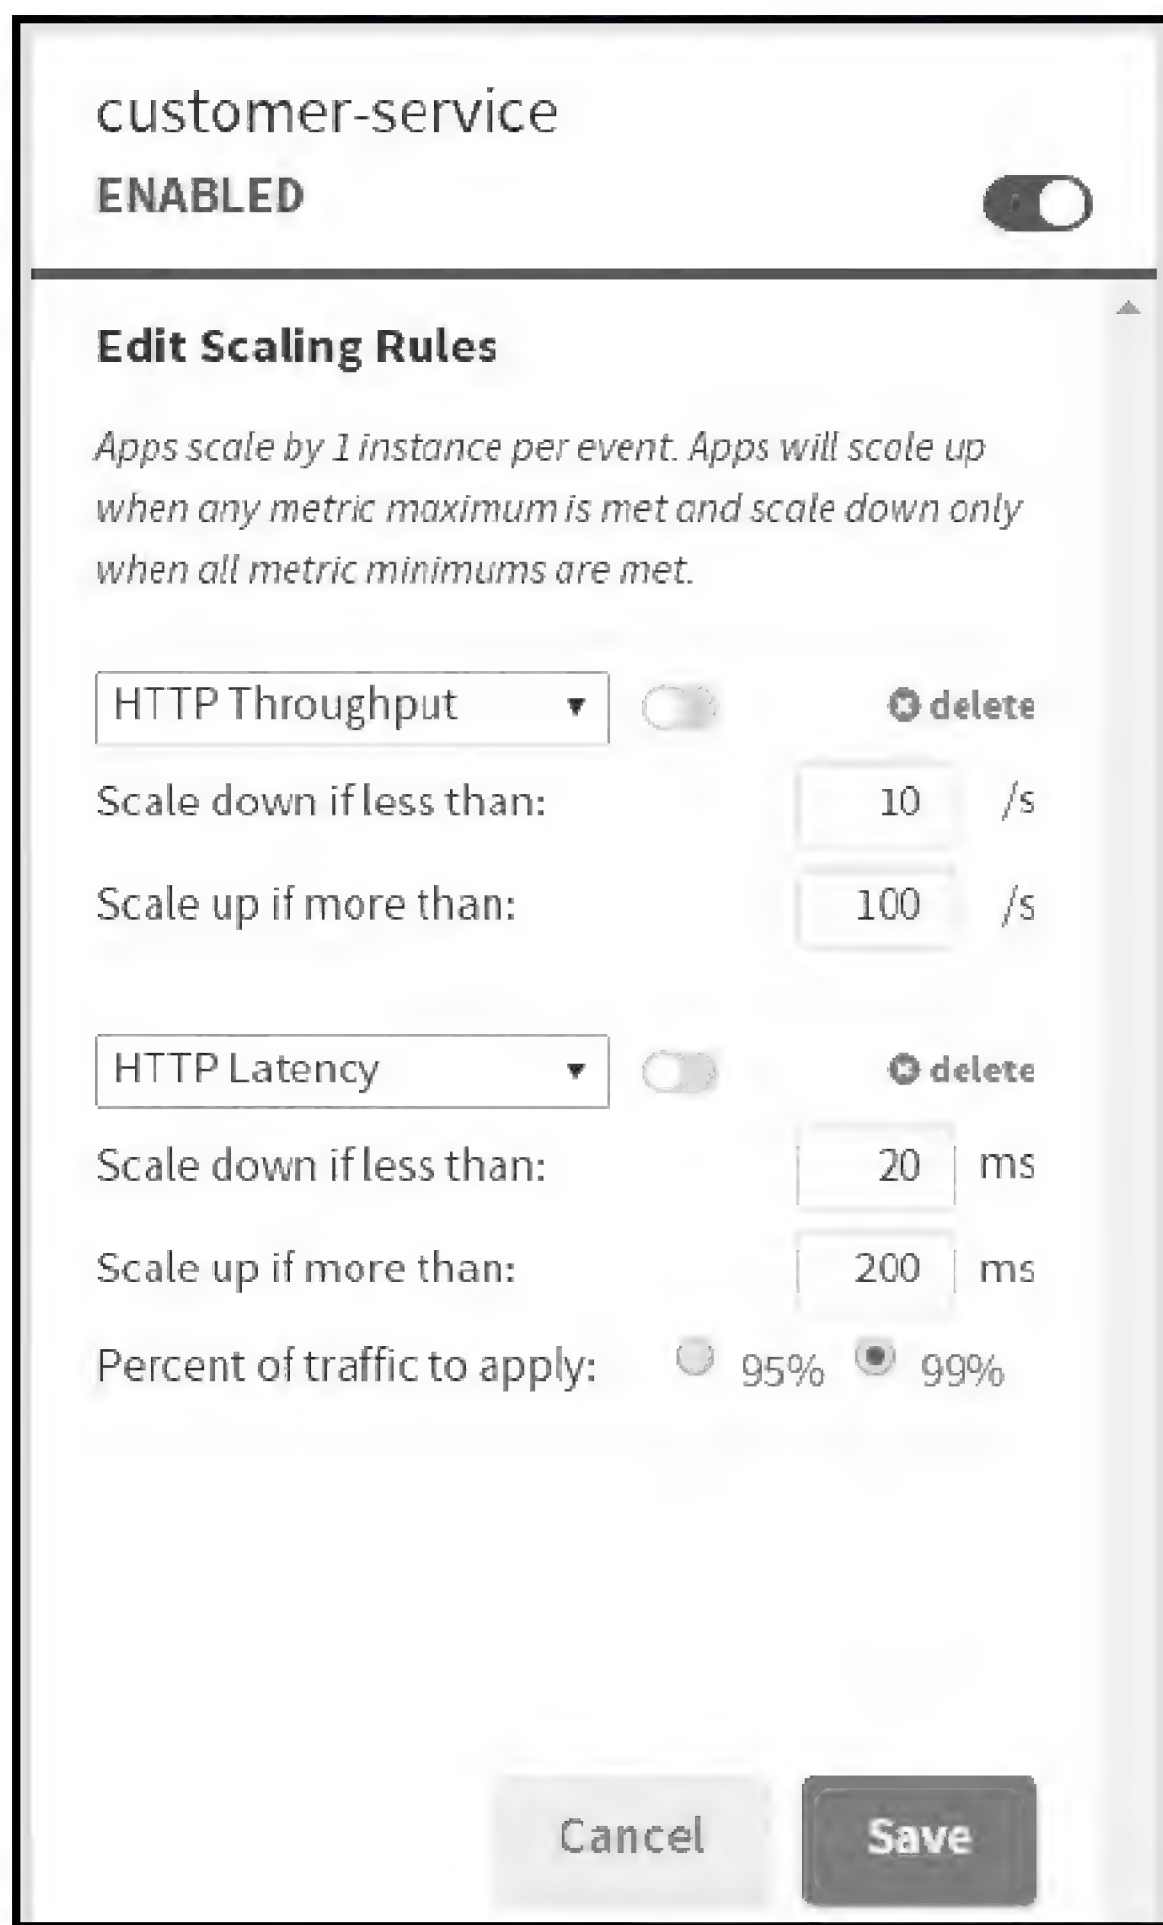 customer-service
ENABLED
Edit Scaling Rules
Apps scale by 1 instance per event. Apps will scale up
when any metric maximum is met and scale down only
when all metric minimums are met.
HTTP Throughput delete
Scale down if less than: 10 /s
Scale up if more than: 100 /s
HTTP Latency delete
Scale down if less than: 20 ms
Scale up if more than: 200 ms
Percent of traffic to apply: 95% 99%
Cancel Save